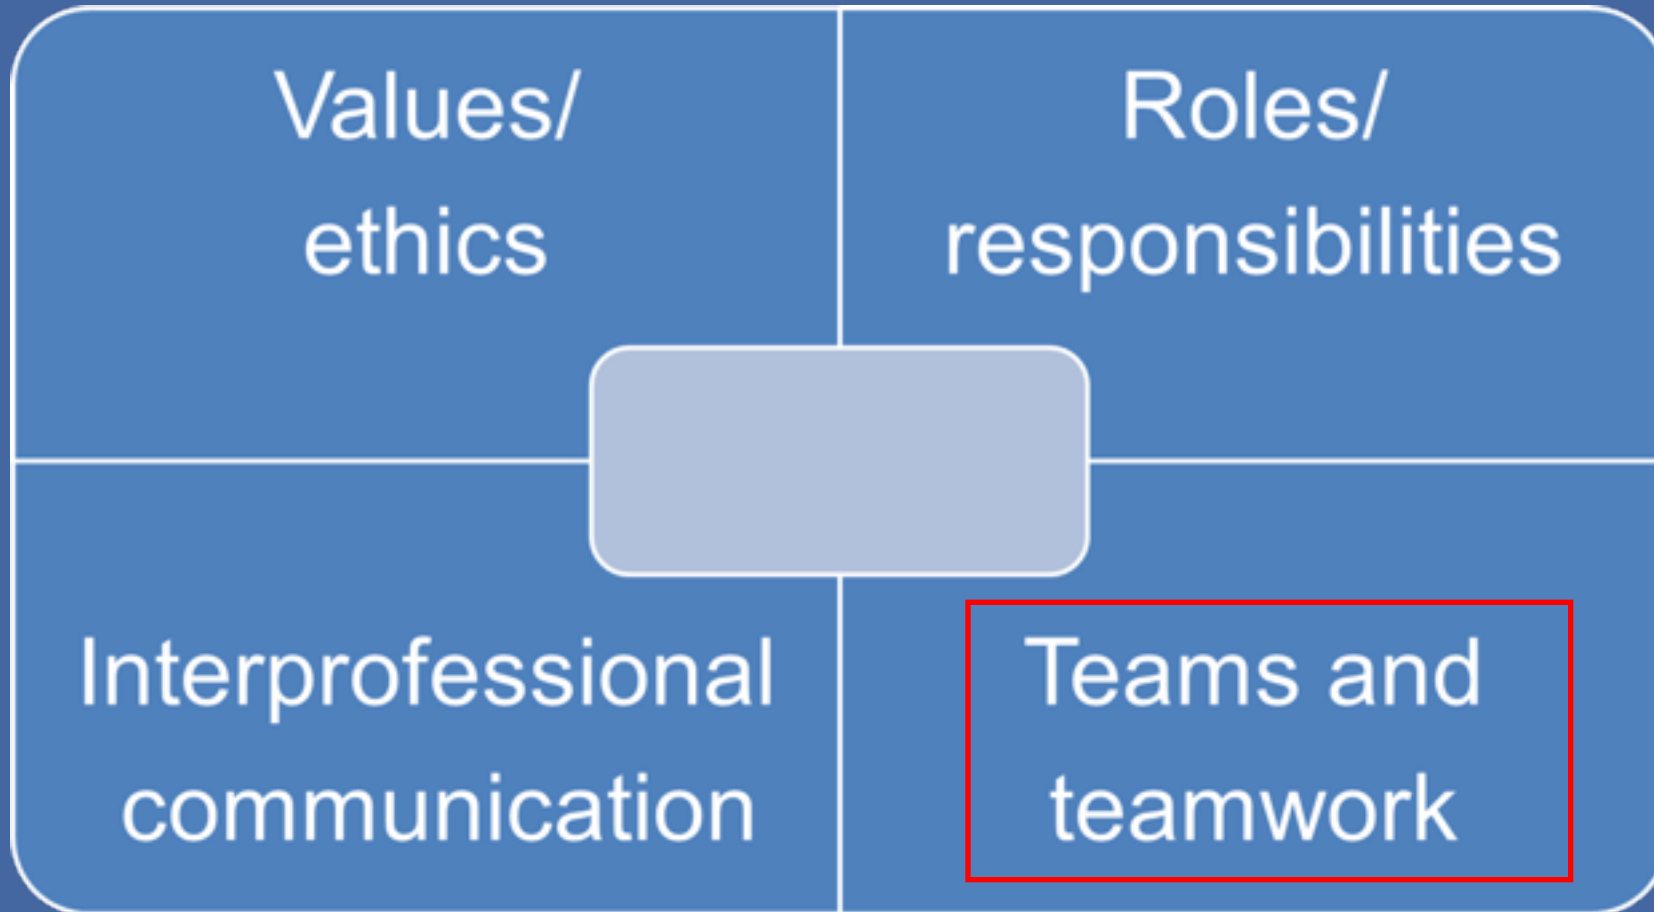 Values/
ethics
Roles/
responsibilities
Interprofessional
communication
Teams and
teamwork